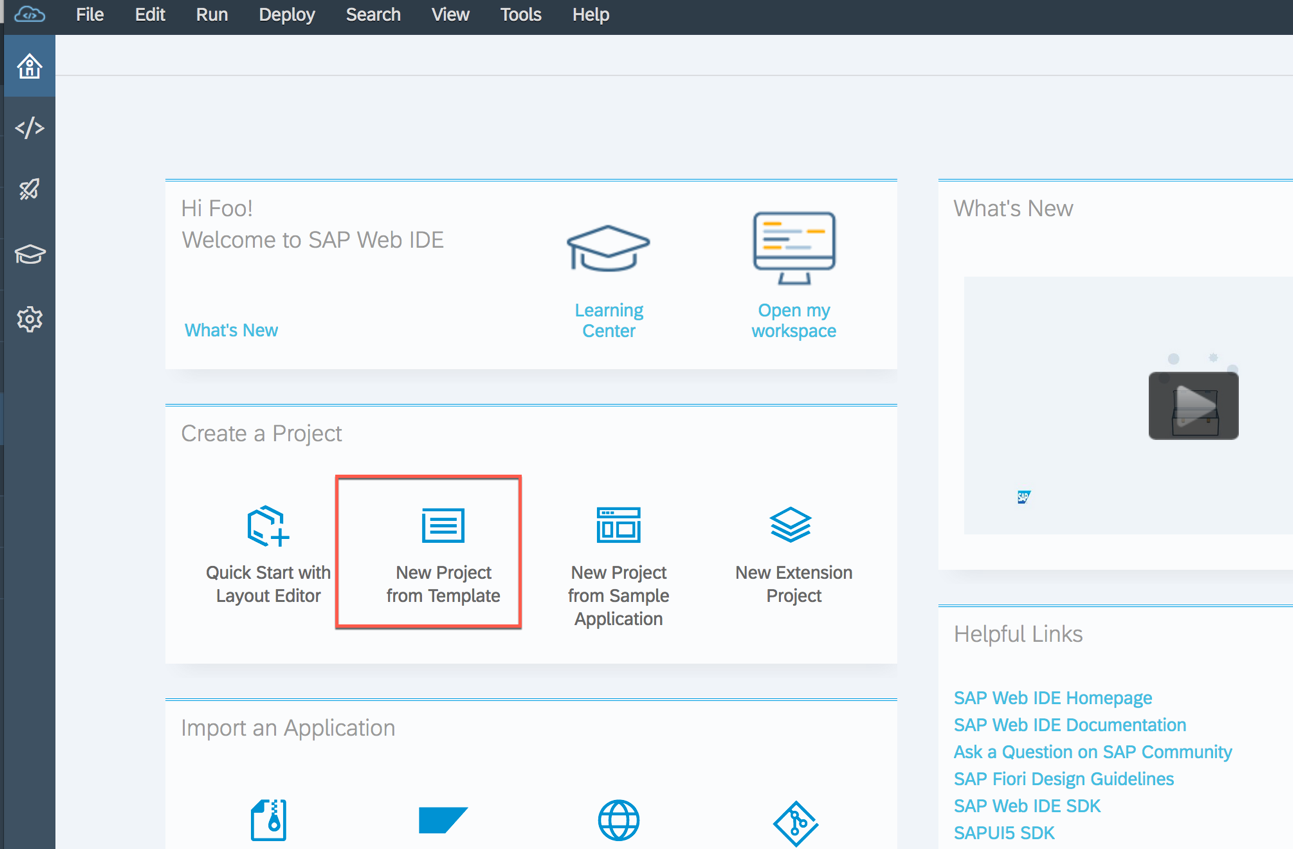 File Edit Run Deploy Search View Tools Help
Hi Foo!
Welcome to SAP Web IDE
What's New
Learning
Center
Open my
workspace
What's New
SAP
Create a Project
Quick Start with
Layout Editor
New Project
from Template
New Project
from Sample
Application
New Extension
Project
Import an Application
Helpful Links
SAP Web IDE Homepage
SAP Web IDE Documentation
Ask a Question on SAP Community
SAP Fiori Design Guidelines
SAP Web IDE SDK
SAPUI5 SDK